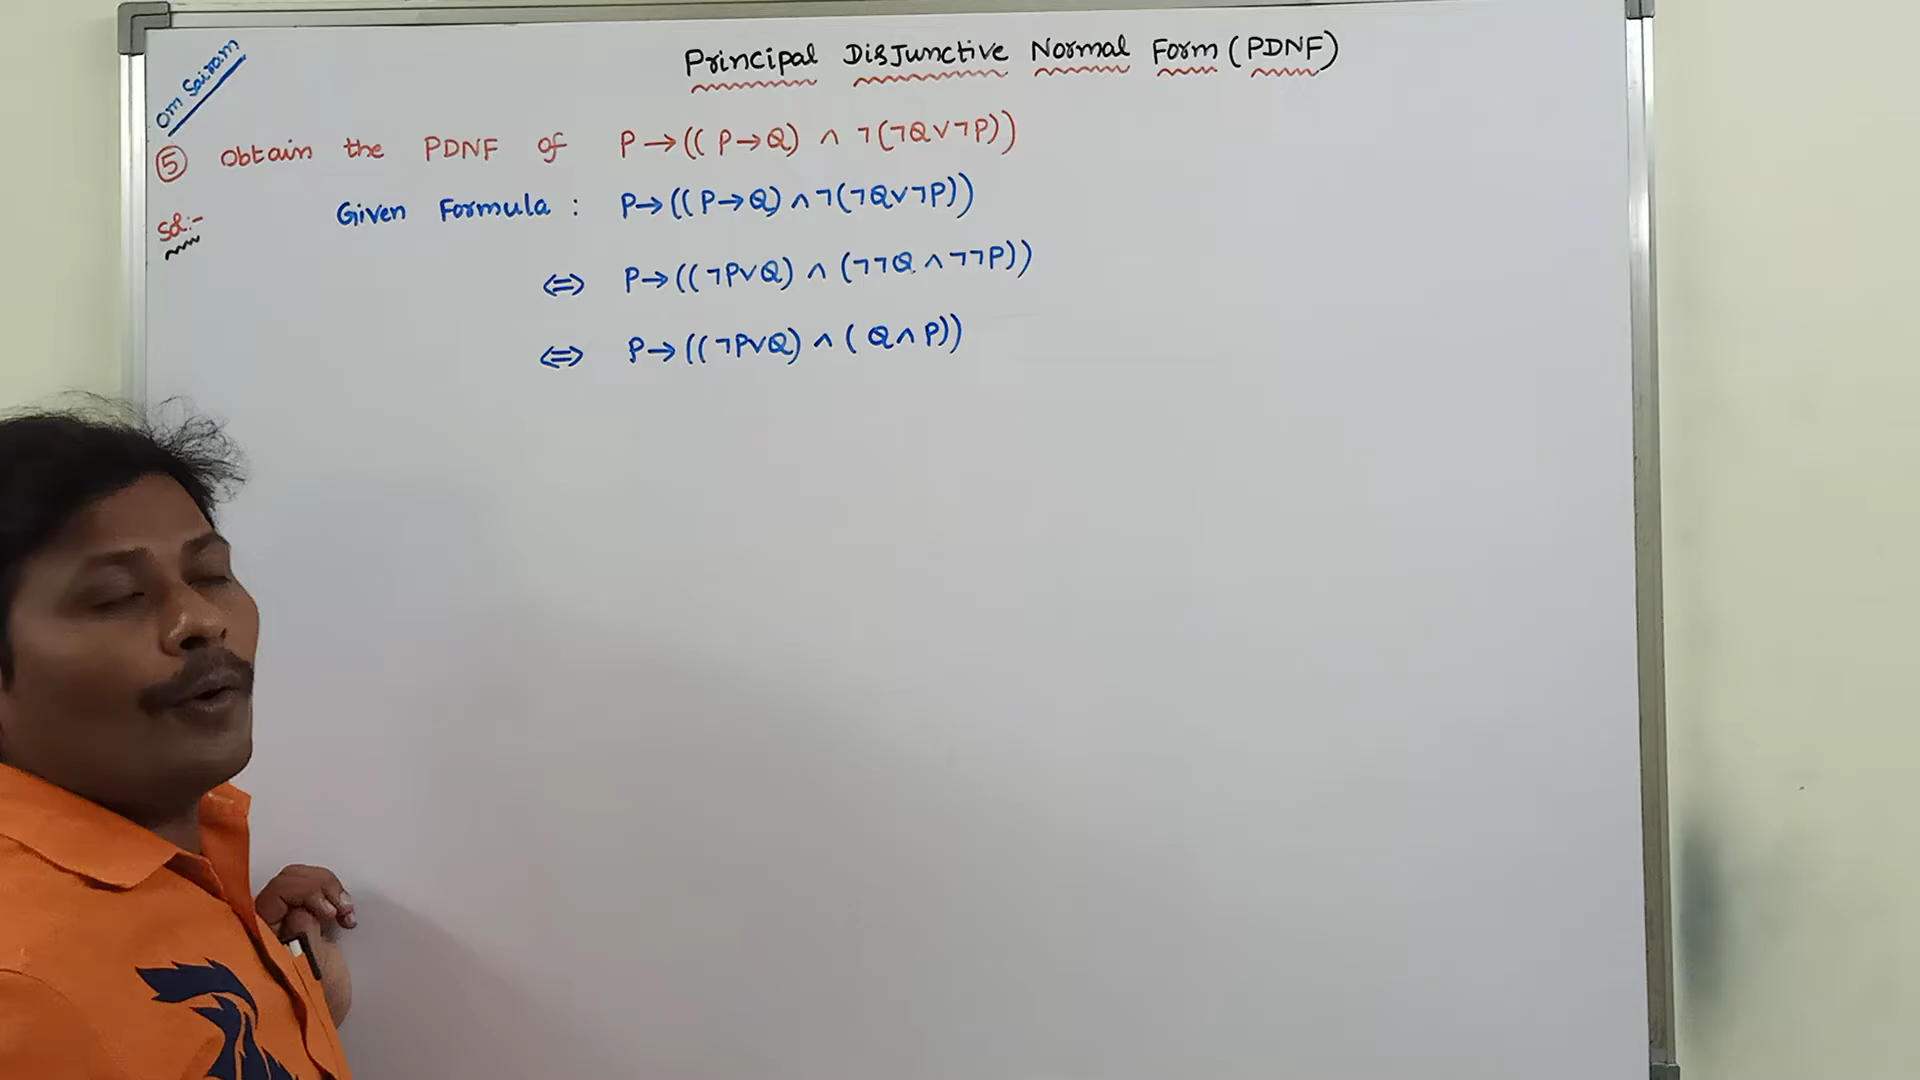 Om Sairam
Principal Disjunctive Normal Form (PDNF)
⑤ Obtain the PDNF of P→((P→Q) ∧ ¬(¬Q∨¬P))
Sol:- Given Formula : P→((P→Q) ∧ ¬(¬Q∨¬P))
⇔ P→((¬P∨Q) ∧ (¬¬Q ∧ ¬¬P))
⇔ P→((¬P∨Q) ∧ (Q∧P))